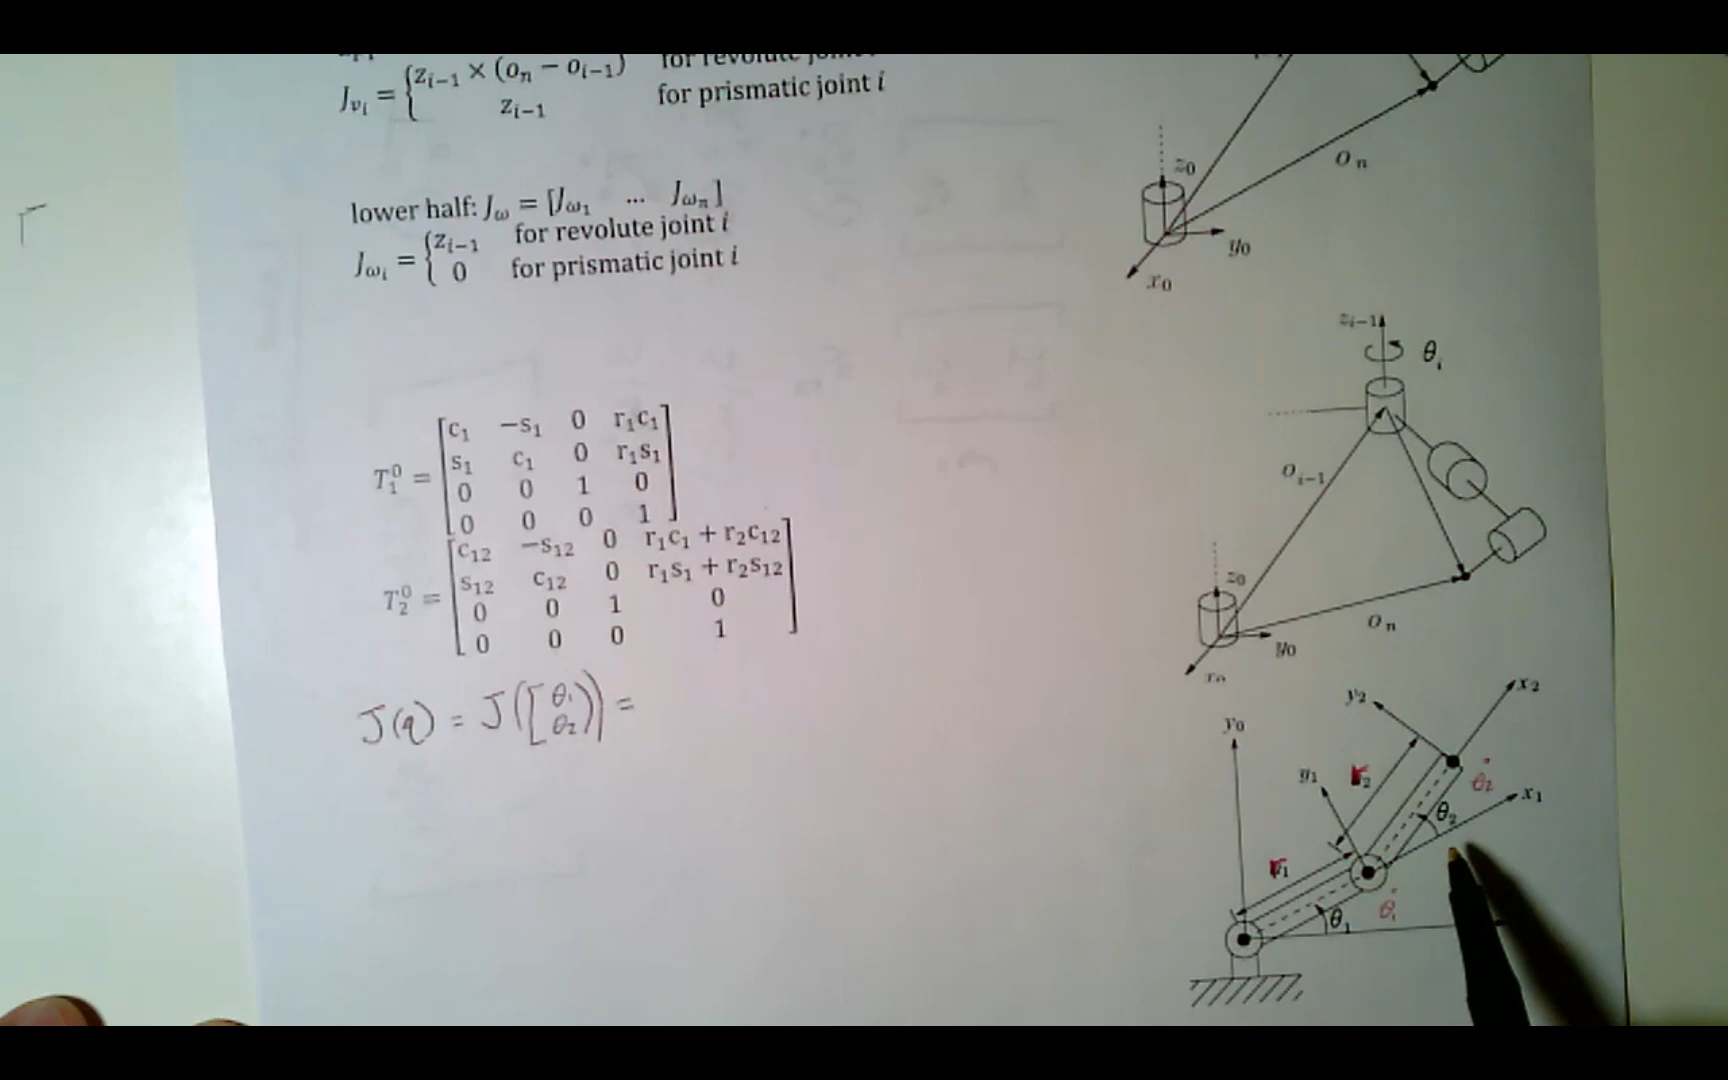 J_{v_i} = { z_{i−1} × (o_n − o_{i−1}) for revolute
z_{i−1} for prismatic joint i
lower half: J_ω = [J_{ω_1} … J_{ω_n}]
J_{ω_i} = { z_{i−1} for revolute joint i
0 for prismatic joint i
T_1^0 = [ c_1 −s_1 0 r_1c_1
s_1 c_1 0 r_1s_1
0 0 1 0
0 0 0 1 ]
T_2^0 = [ c_12 −s_12 0 r_1c_1 + r_2c_12
s_12 c_12 0 r_1s_1 + r_2s_12
0 0 1 0
0 0 0 1 ]
J(q) = J([ θ_1
θ_2 ]) =
z_0
o_n
y_0
x_0
z_{i−1}
θ_i
o_{i−1}
z_0
o_n
y_0
x_0
y_0
y_2
x_2
y_1
r_2
θ_2
θ_2
x_1
r_1
θ_1
θ_1